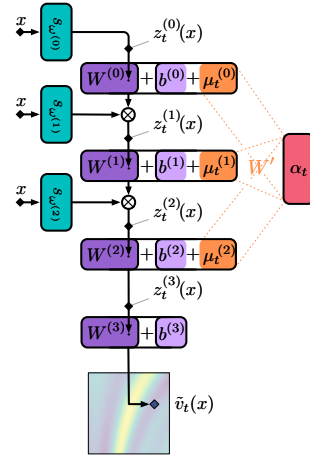 x g_{ω^{(0)}} z_t^{(0)}(x)
W^{(0)} + b^{(0)} + μ_t^{(0)}
x g_{ω^{(1)}} ⊗ z_t^{(1)}(x)
W^{(1)} + b^{(1)} + μ_t^{(1)} W′ α_t
x g_{ω^{(2)}} ⊗ z_t^{(2)}(x)
W^{(2)} + b^{(2)} + μ_t^{(2)}
z_t^{(3)}(x)
W^{(3)} + b^{(3)}
ṽ_t(x)